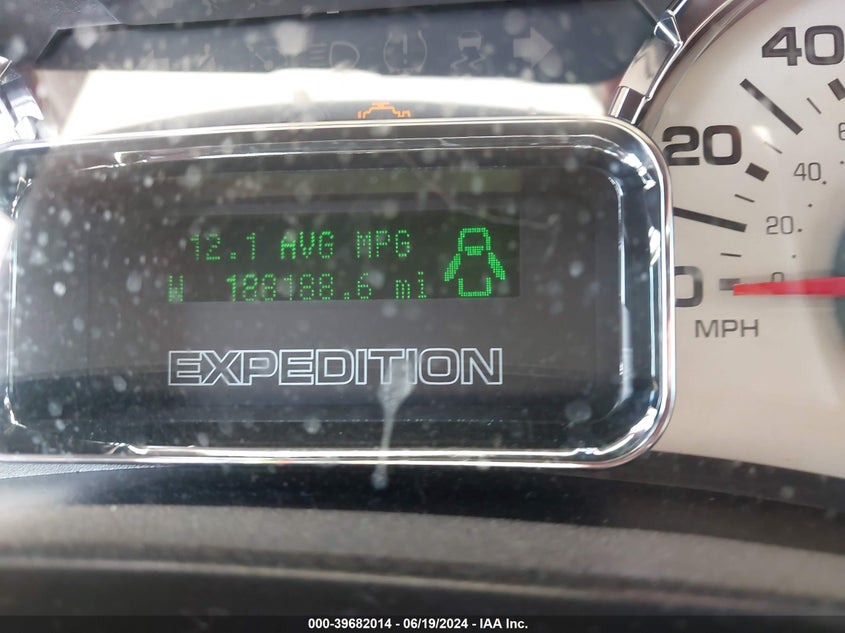 12.1 AVG MPG
W 188188.6 mi
EXPEDITION
40
20
0
40
20
0
MPH
000-39682014 - 06/19/2024 - IAA Inc.